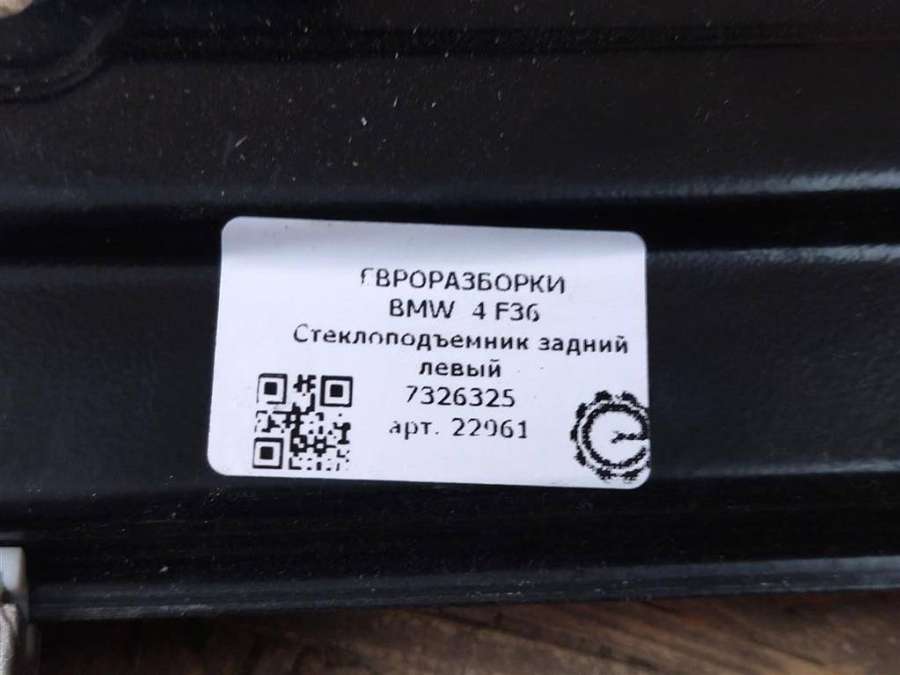 ЕВРОРАЗБОРКИ
BMW 4 F36
Стеклоподъемник задний
левый
7326325
арт. 22961